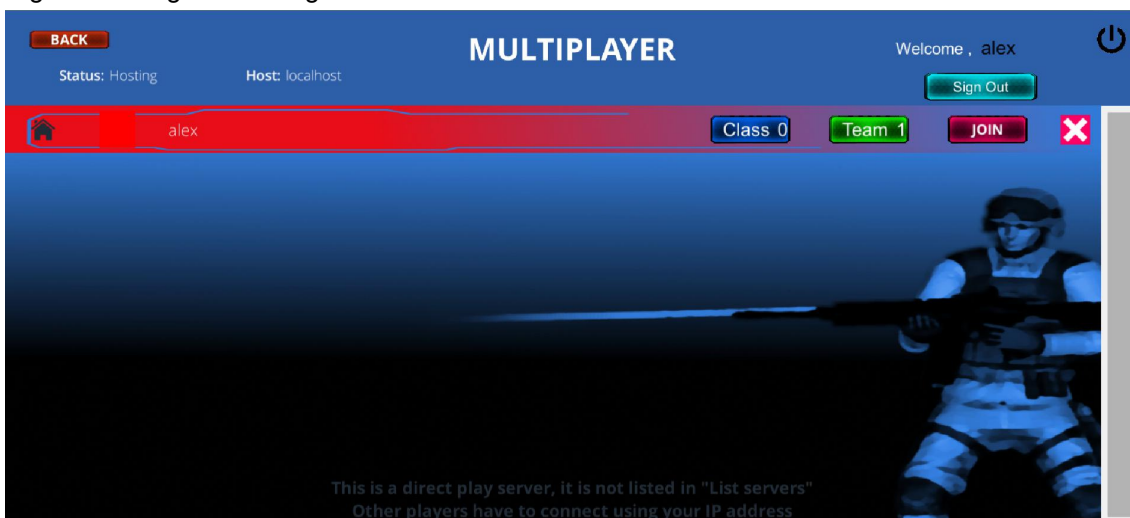 BACK
MULTIPLAYER
Welcome , alex
Status: Hosting Host: localhost
Sign Out
alex Class 0 Team 1 JOIN
This is a direct play server, it is not listed in "List servers"
Other players have to connect using your IP address